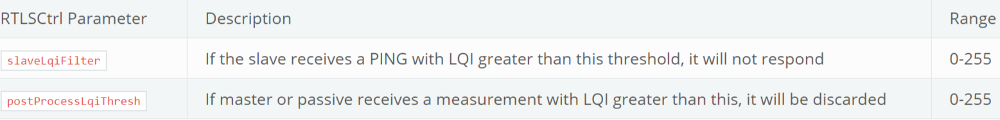 RTLSCtrl Parameter Description Range
slaveLqiFilter If the slave receives a PING with LQI greater than this threshold, it will not respond 0-255
postProcessLqiThresh If master or passive receives a measurement with LQI greater than this, it will be discarded 0-255